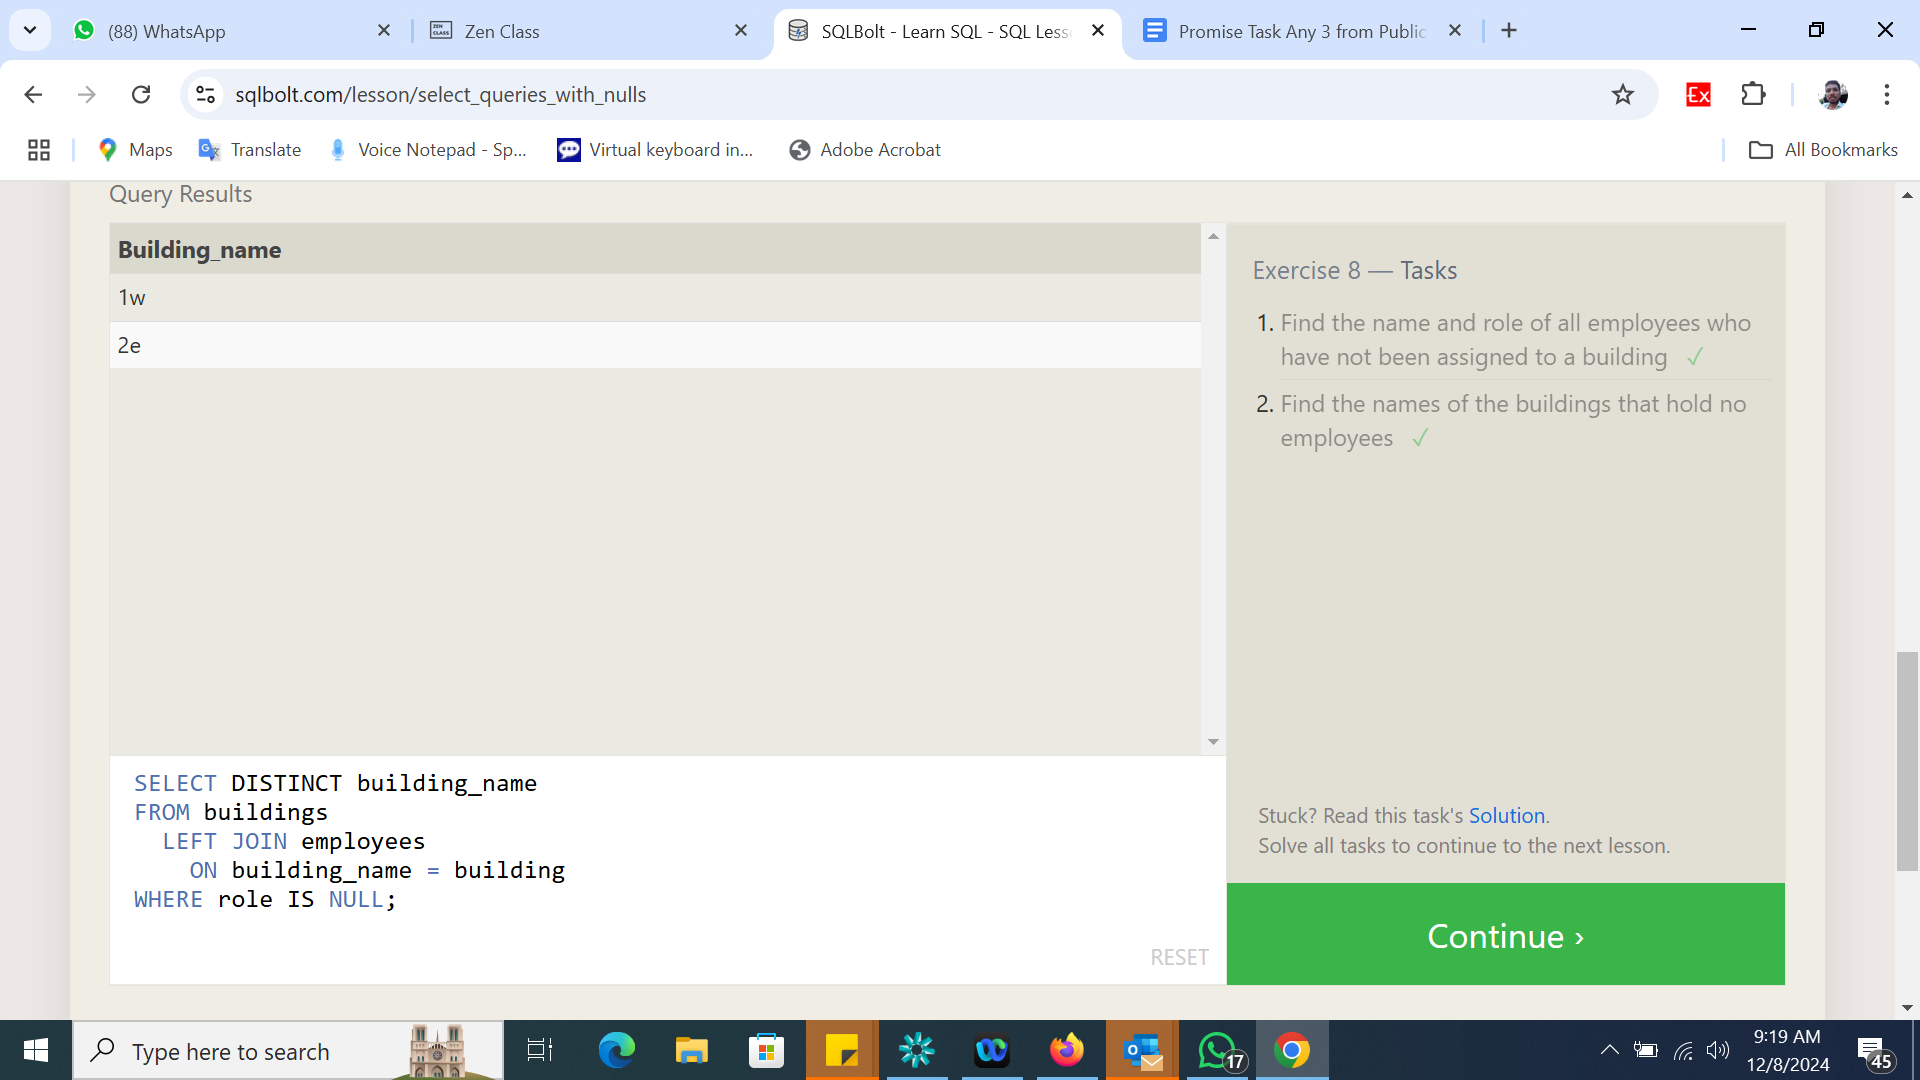 (88) WhatsApp
Zen Class
SQLBolt - Learn SQL - SQL Less
Promise Task Any 3 from Public
sqlbolt.com/lesson/select_queries_with_nulls
Maps
Translate
Voice Notepad - Sp...
Virtual keyboard in...
Adobe Acrobat
All Bookmarks
Query Results
Building_name
1w
2e
Exercise 8 — Tasks
1. Find the name and role of all employees who
have not been assigned to a building ✓
2. Find the names of the buildings that hold no
employees ✓
SELECT DISTINCT building_name
FROM buildings
LEFT JOIN employees
ON building_name = building
WHERE role IS NULL;
RESET
Stuck? Read this task's Solution.
Solve all tasks to continue to the next lesson.
Continue ›
Type here to search
17
9:19 AM
12/8/2024
45